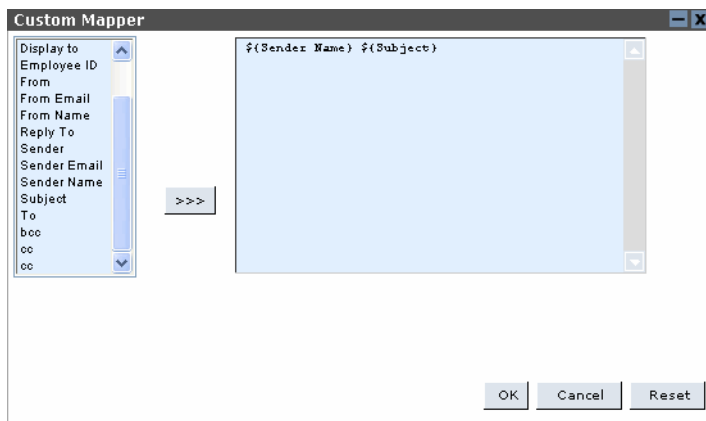 Custom Mapper
Display to
Employee ID
From
From Email
From Name
Reply To
Sender
Sender Email
Sender Name
Subject
To
bcc
cc
cc
>>>
${Sender Name} ${Subject}
OK
Cancel
Reset